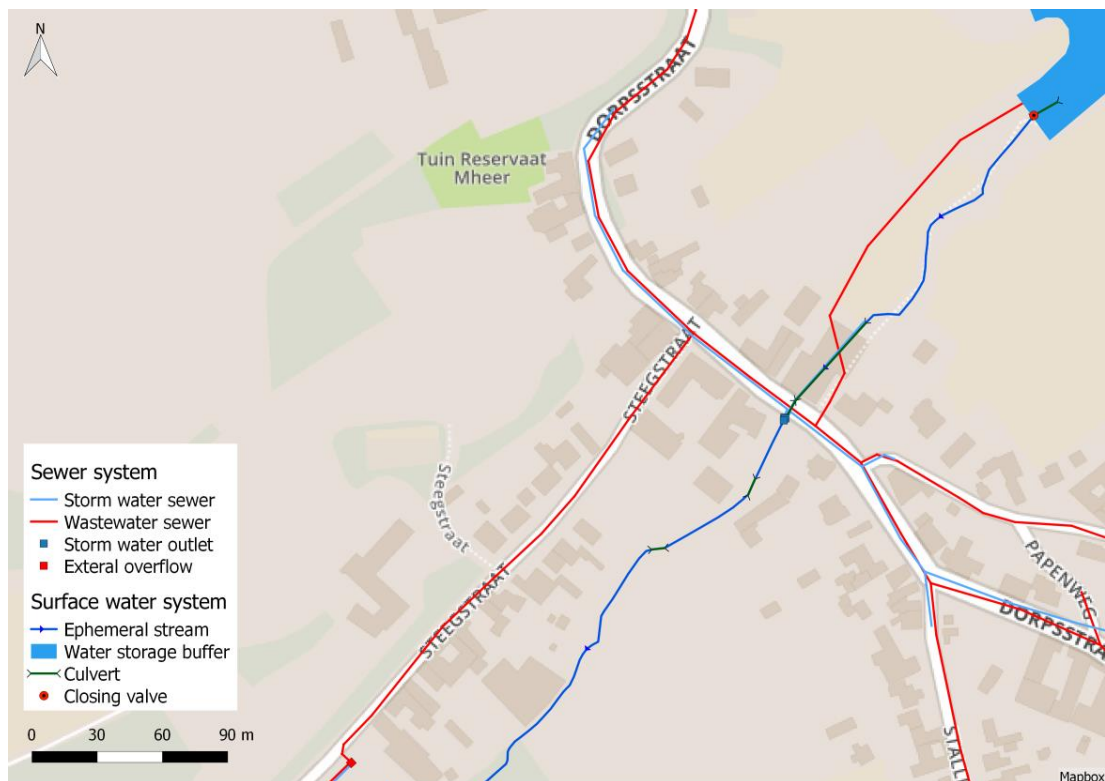 N
DORPSSTRAAT
Tuin Reservaat
Mheer
STEEGSTRAAT
Steegstraat
STEEGSTRAAT
PAPENWEG
DORPSSTRA
STALL
Sewer system
Storm water sewer
Wastewater sewer
Storm water outlet
Exteral overflow
Surface water system
Ephemeral stream
Water storage buffer
Culvert
Closing valve
0 30 60 90 m
Mapbox